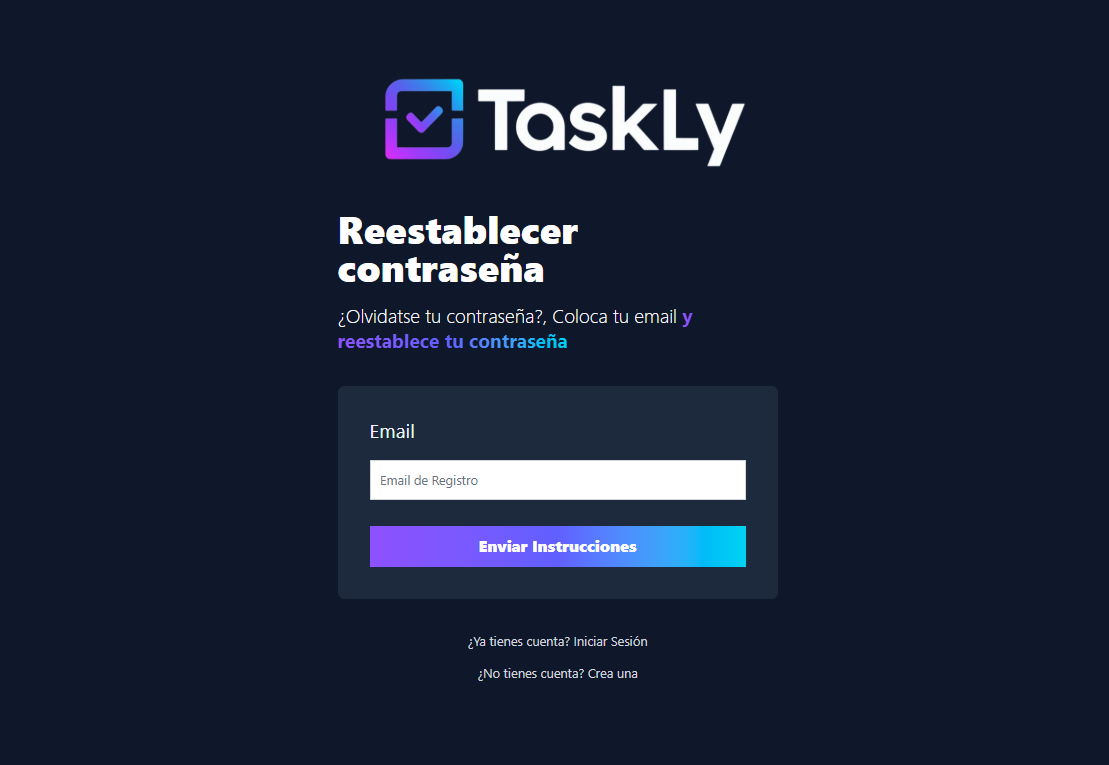 TaskLy
Reestablecer
contraseña
¿Olvidatse tu contraseña?, Coloca tu email y
reestablece tu contraseña
Email
Email de Registro
Enviar Instrucciones
¿Ya tienes cuenta? Iniciar Sesión
¿No tienes cuenta? Crea una